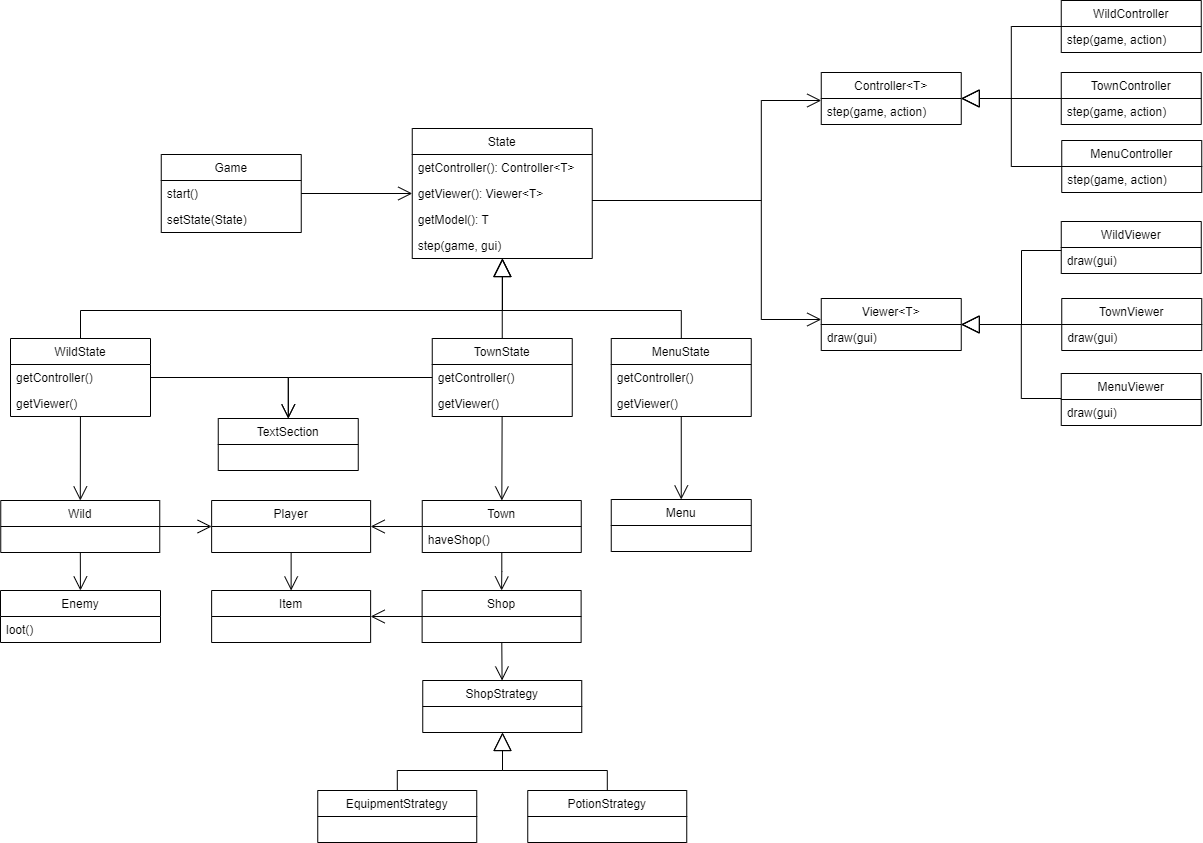 WildController
step(game, action)
Controller<T>
step(game, action)
TownController
step(game, action)
MenuController
step(game, action)
State
getController(): Controller<T>
getViewer(): Viewer<T>
getModel(): T
step(game, gui)
Game
start()
setState(State)
WildViewer
draw(gui)
Viewer<T>
draw(gui)
TownViewer
draw(gui)
MenuViewer
draw(gui)
WildState
getController()
getViewer()
TownState
getController()
getViewer()
MenuState
getController()
getViewer()
TextSection
Wild
Player
Town
haveShop()
Menu
Enemy
loot()
Item
Shop
ShopStrategy
EquipmentStrategy
PotionStrategy